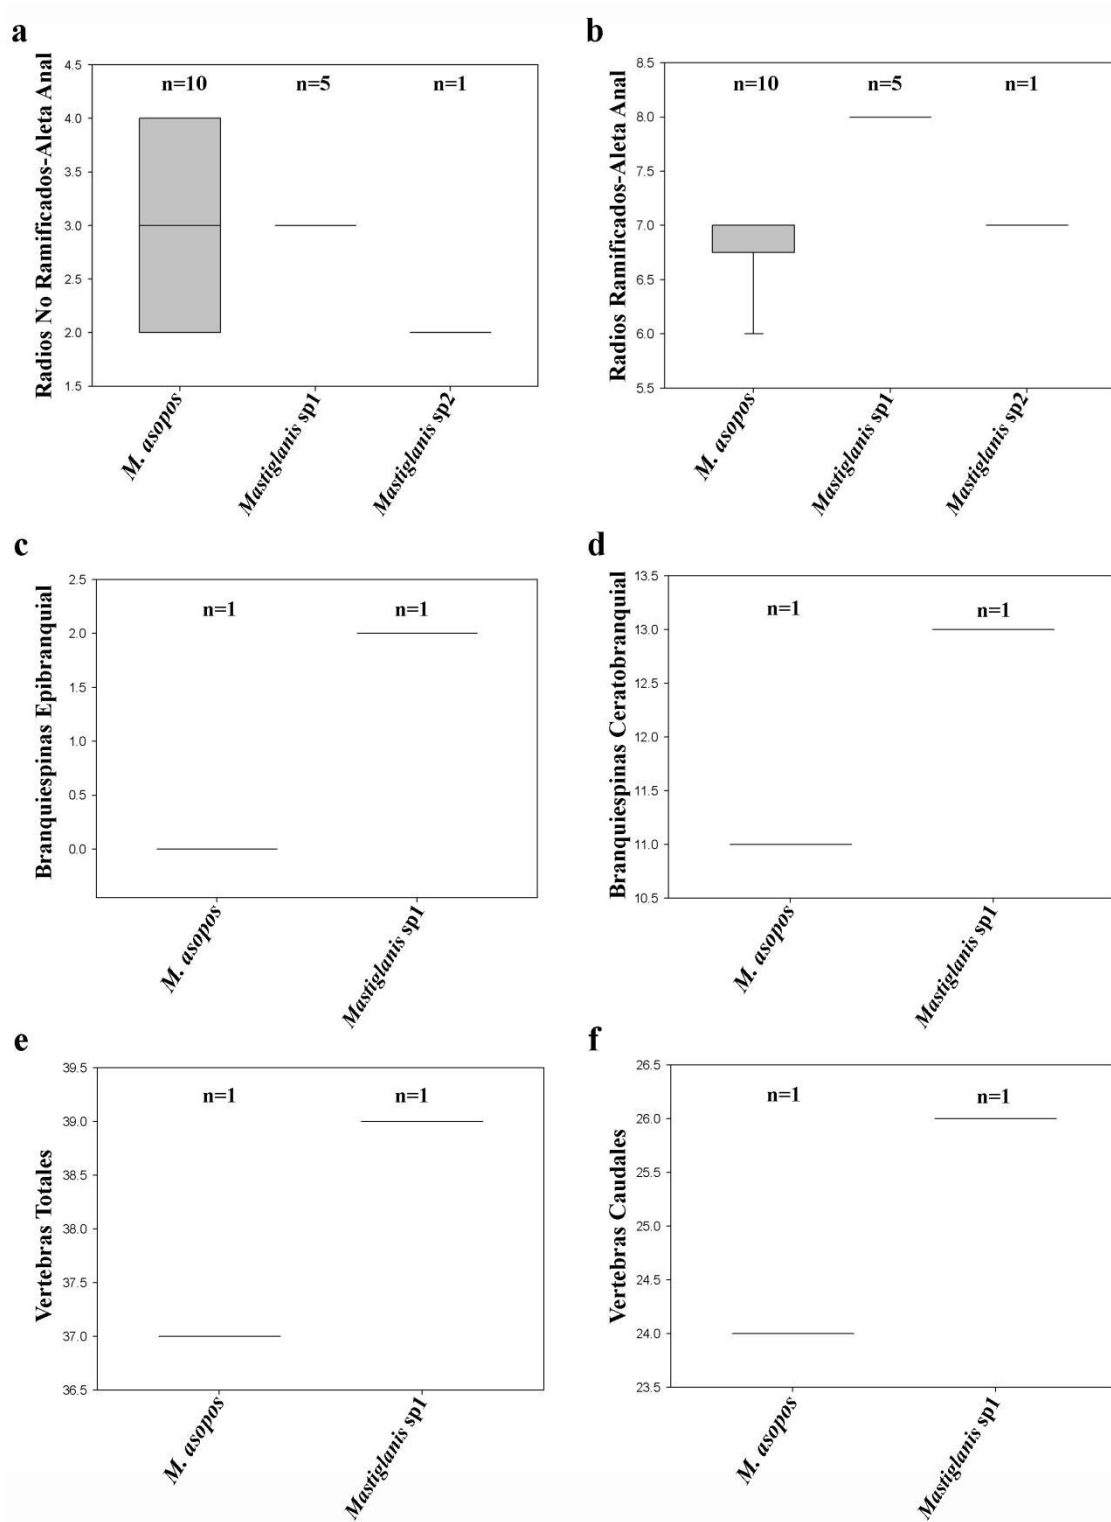 a
Radios No Ramificados-Aleta Anal
4.5
4.0
3.5
3.0
2.5
2.0
1.5
n=10
n=5
n=1
M. asopos
Mastiglanis sp1
Mastiglanis sp2
b
Radios Ramificados-Aleta Anal
8.5
8.0
7.5
7.0
6.5
6.0
5.5
n=10
n=5
n=1
M. asopos
Mastiglanis sp1
Mastiglanis sp2
c
Branquiespinas Epibranquial
2.5
2.0
1.5
1.0
0.5
0.0
n=1
n=1
M. asopos
Mastiglanis sp1
d
Branquiespinas Ceratobranquial
13.5
13.0
12.5
12.0
11.5
11.0
10.5
n=1
n=1
M. asopos
Mastiglanis sp1
e
Vertebras Totales
39.5
39.0
38.5
38.0
37.5
37.0
36.5
n=1
n=1
M. asopos
Mastiglanis sp1
f
Vertebras Caudales
26.5
26.0
25.5
25.0
24.5
24.0
23.5
n=1
n=1
M. asopos
Mastiglanis sp1